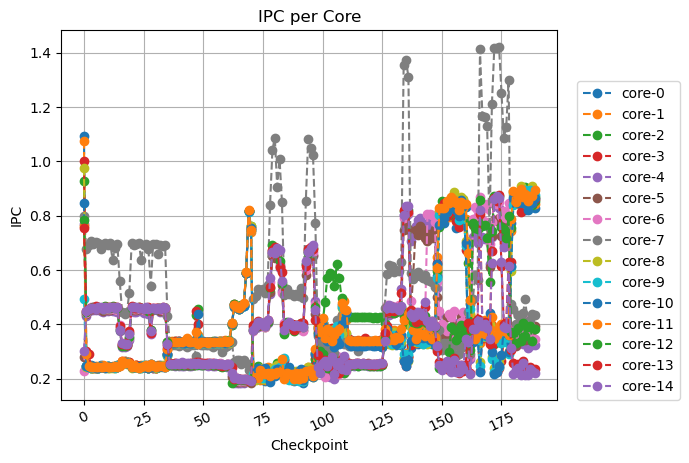 IPC per Core
IPC
1.4
1.2
1.0
0.8
0.6
0.4
0.2
0
25
50
75
100
125
150
175
Checkpoint
core-0
core-1
core-2
core-3
core-4
core-5
core-6
core-7
core-8
core-9
core-10
core-11
core-12
core-13
core-14